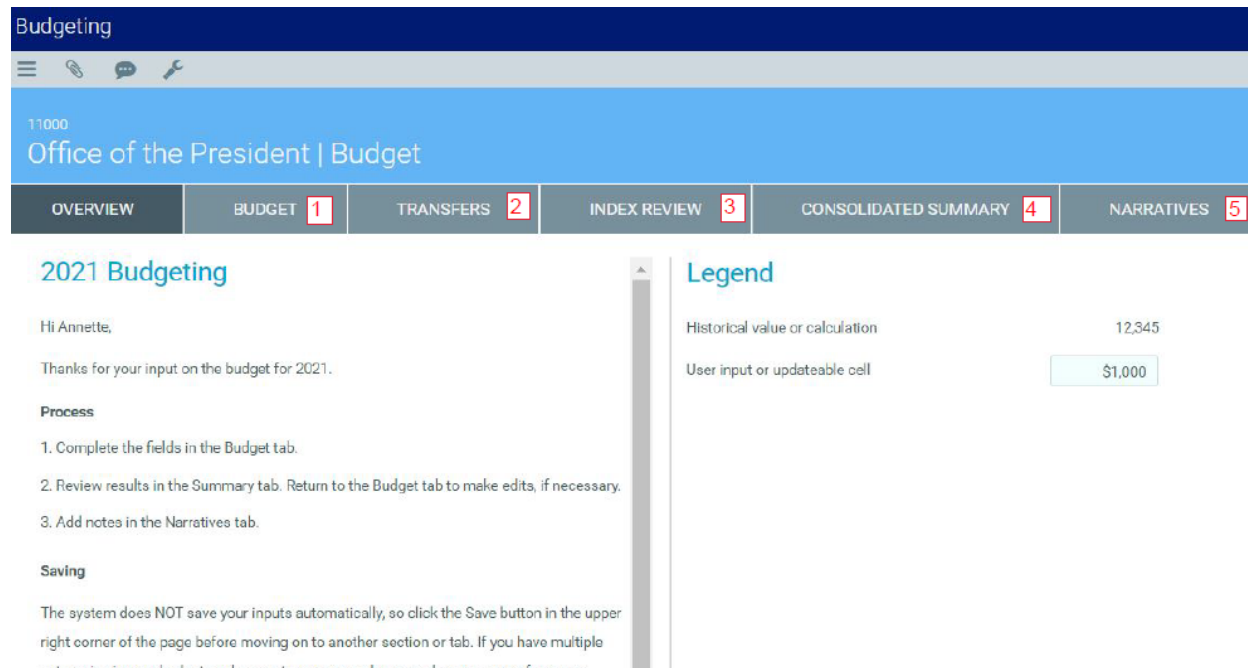 Budgeting
11000
Office of the President | Budget
OVERVIEW BUDGET 1 TRANSFERS 2 INDEX REVIEW 3 CONSOLIDATED SUMMARY 4 NARRATIVES 5
2021 Budgeting
Hi Annette,
Thanks for your input on the budget for 2021.
Process
1. Complete the fields in the Budget tab.
2. Review results in the Summary tab. Return to the Budget tab to make edits, if necessary.
3. Add notes in the Narratives tab.
Saving
The system does NOT save your inputs automatically, so click the Save button in the upper
right corner of the page before moving on to another section or tab. If you have multiple
Legend
Historical value or calculation 12,345
User input or updateable cell $1,000